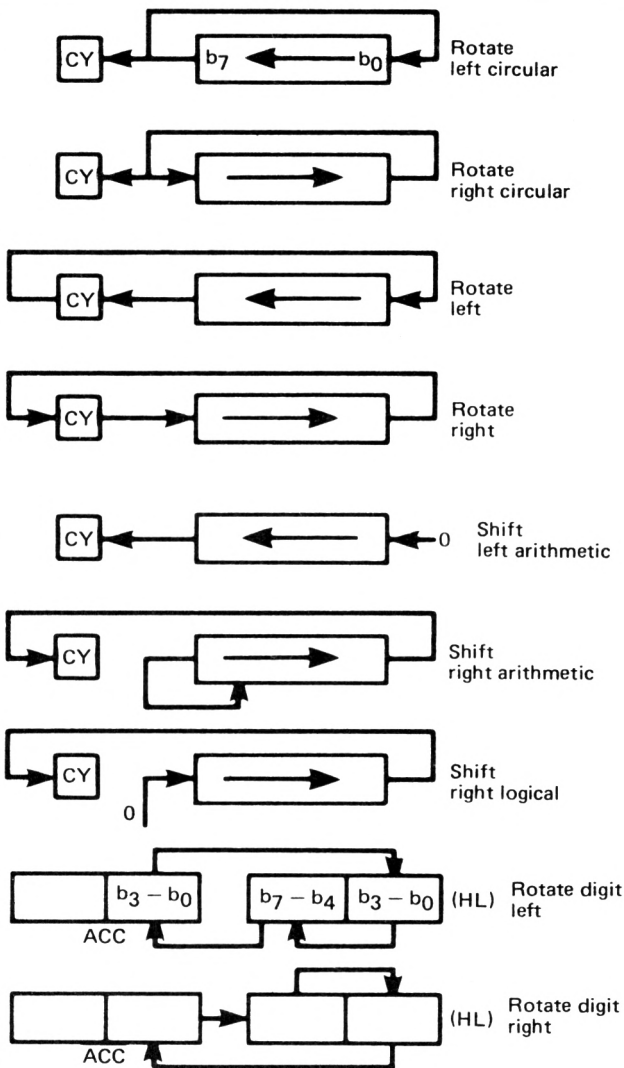 CY b7 b0 Rotate
left circular
CY Rotate
right circular
CY Rotate
left
CY Rotate
right
CY 0 Shift
left arithmetic
CY Shift
right arithmetic
CY Shift
0 right logical
b3 – b0 b7 – b4 b3 – b0 (HL) Rotate digit
ACC left
(HL) Rotate digit
ACC right